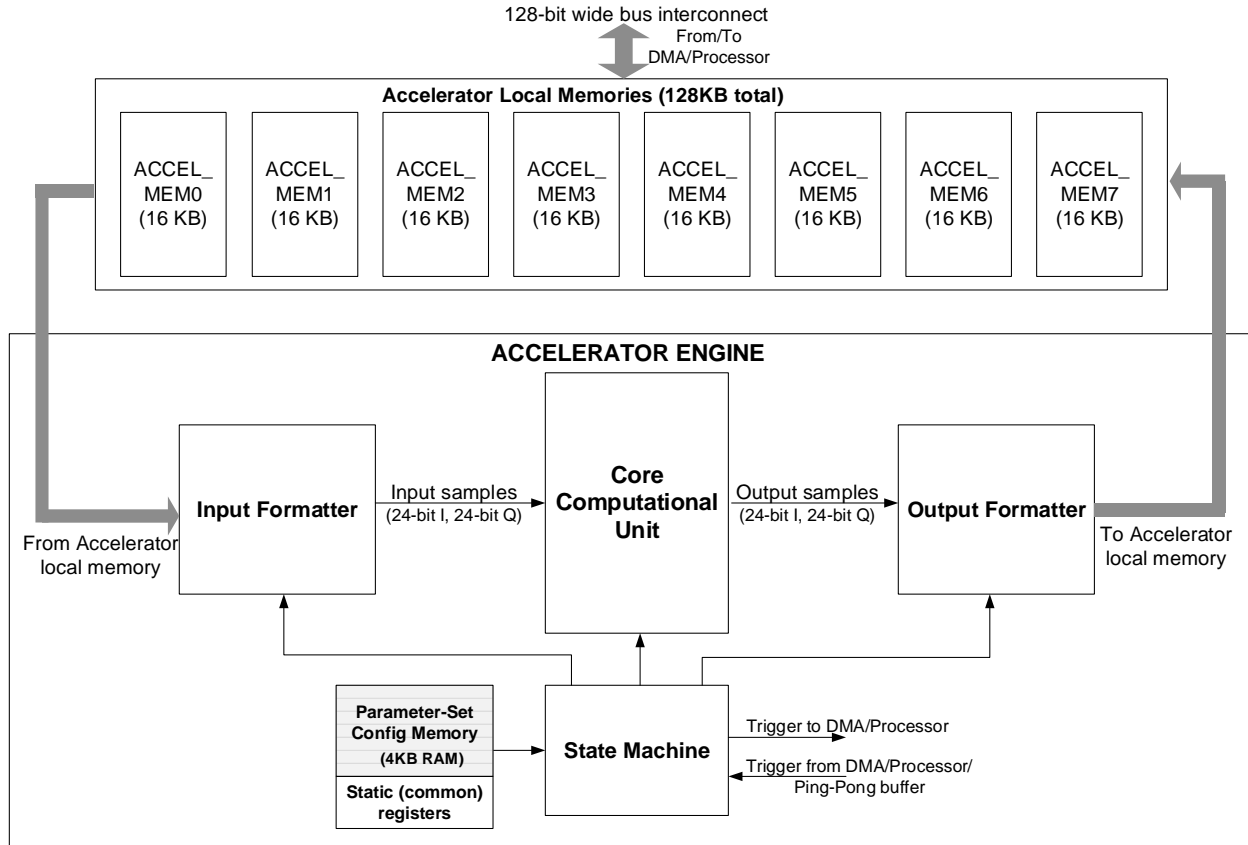 128-bit wide bus interconnect
From/To
DMA/Processor
Accelerator Local Memories (128KB total)
ACCEL_
MEM0
(16 KB)
ACCEL_
MEM1
(16 KB)
ACCEL_
MEM2
(16 KB)
ACCEL_
MEM3
(16 KB)
ACCEL_
MEM4
(16 KB)
ACCEL_
MEM5
(16 KB)
ACCEL_
MEM6
(16 KB)
ACCEL_
MEM7
(16 KB)
ACCELERATOR ENGINE
From Accelerator
local memory
Input Formatter
Input samples
(24-bit I, 24-bit Q)
Core
Computational
Unit
Output samples
(24-bit I, 24-bit Q)
Output Formatter
To Accelerator
local memory
Parameter-Set
Config Memory
(4KB RAM)
Static (common)
registers
State Machine
Trigger to DMA/Processor
Trigger from DMA/Processor/
Ping-Pong buffer